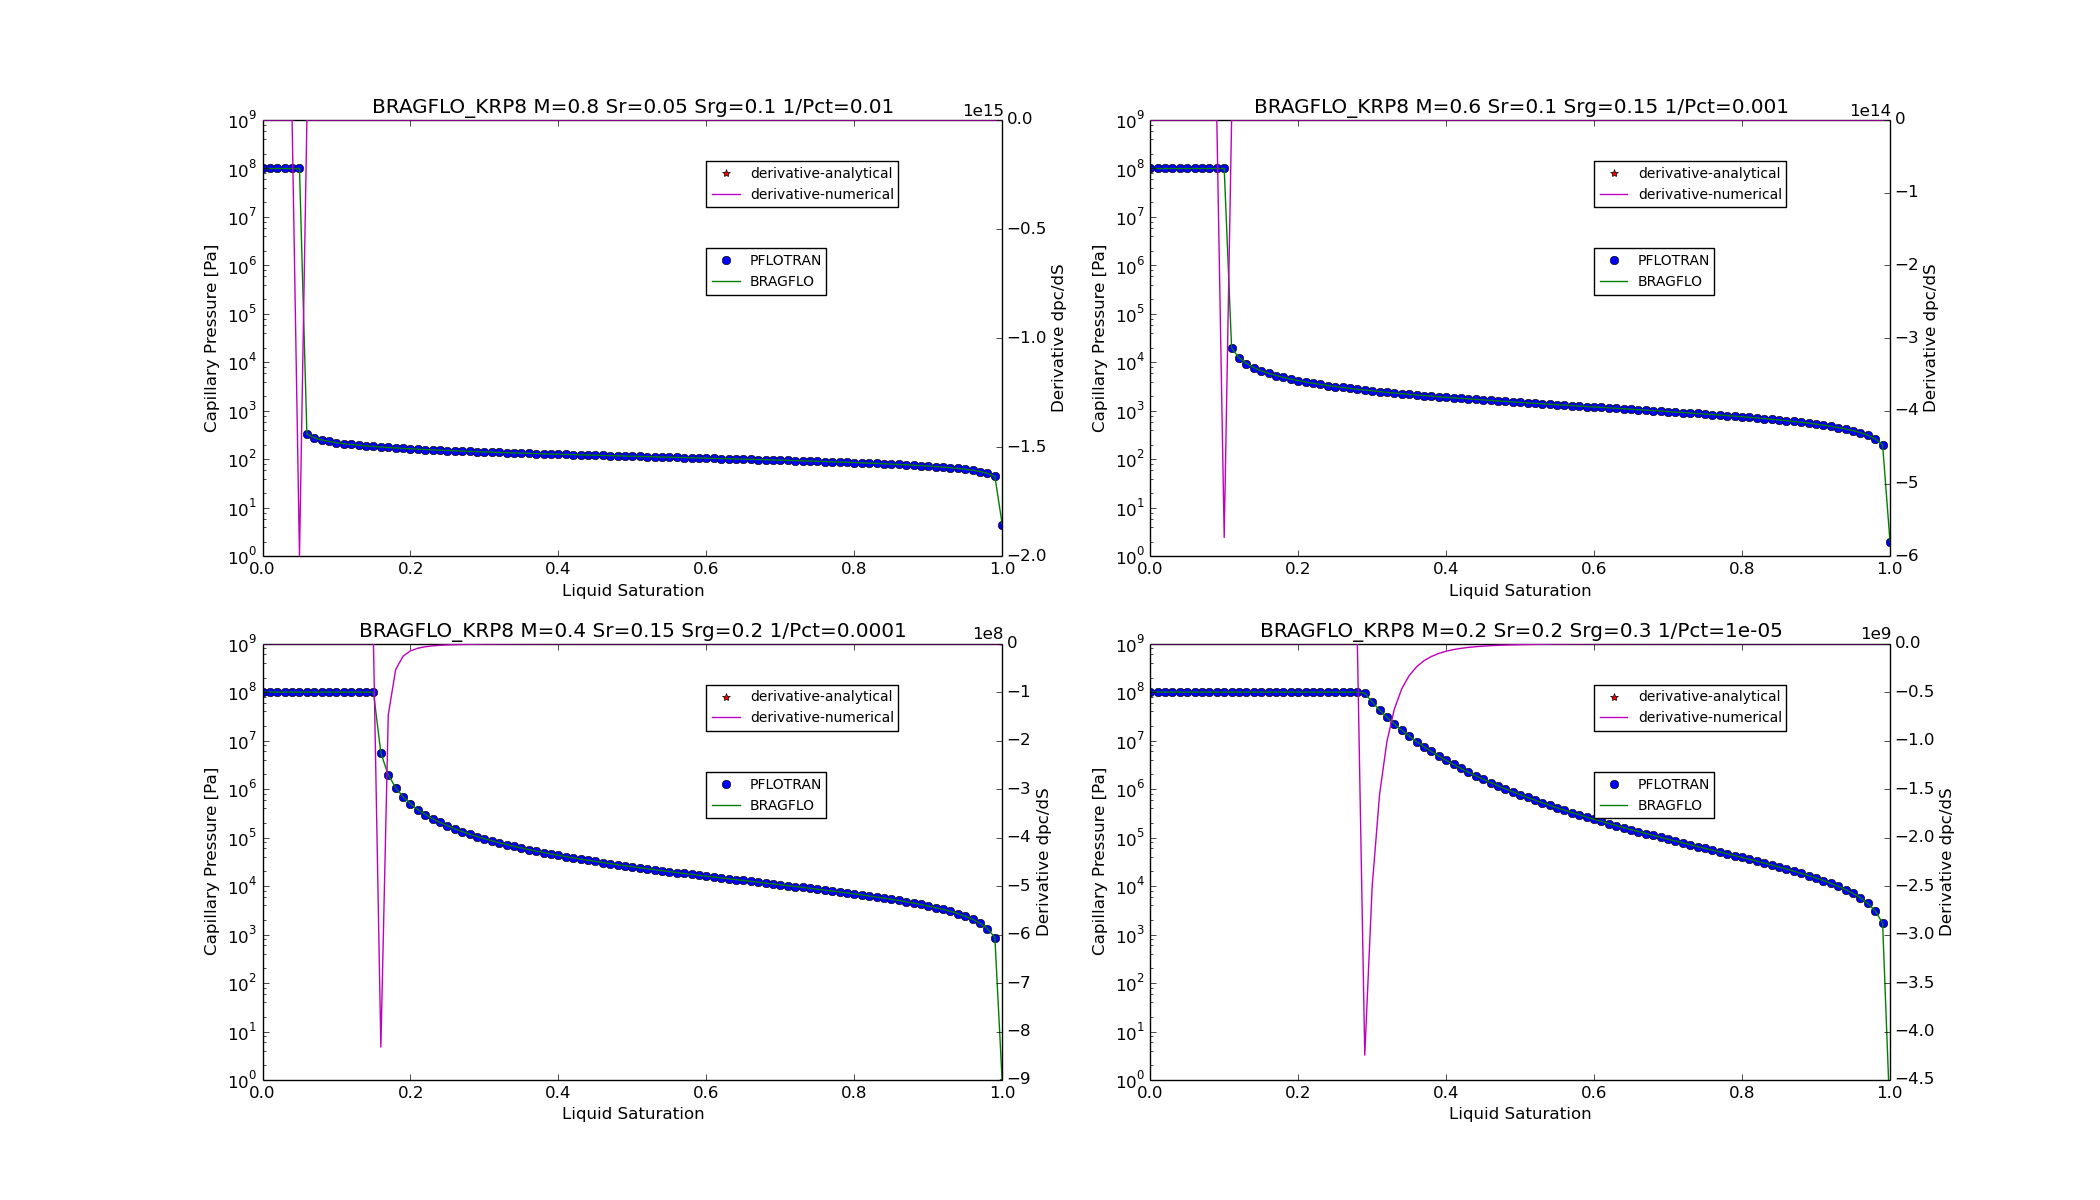 BRAGFLO_KRP8 M=0.8 Sr=0.05 Srg=0.1 1/Pct=0.01
1e15
10^9
10^8
10^7
10^6
10^5
10^4
10^3
10^2
10^1
10^0
Capillary Pressure [Pa]
derivative-analytical
derivative-numerical
PFLOTRAN
BRAGFLO
0.0
−0.5
−1.0
−1.5
−2.0
Derivative dpc/dS
0.0 0.2 0.4 0.6 0.8 1.0
Liquid Saturation
BRAGFLO_KRP8 M=0.6 Sr=0.1 Srg=0.15 1/Pct=0.001
1e14
10^9
10^8
10^7
10^6
10^5
10^4
10^3
10^2
10^1
10^0
Capillary Pressure [Pa]
derivative-analytical
derivative-numerical
PFLOTRAN
BRAGFLO
0
−1
−2
−3
−4
−5
−6
Derivative dpc/dS
0.0 0.2 0.4 0.6 0.8 1.0
Liquid Saturation
BRAGFLO_KRP8 M=0.4 Sr=0.15 Srg=0.2 1/Pct=0.0001
1e8
10^9
10^8
10^7
10^6
10^5
10^4
10^3
10^2
10^1
10^0
Capillary Pressure [Pa]
derivative-analytical
derivative-numerical
PFLOTRAN
BRAGFLO
0
−1
−2
−3
−4
−5
−6
−7
−8
−9
Derivative dpc/dS
0.0 0.2 0.4 0.6 0.8 1.0
Liquid Saturation
BRAGFLO_KRP8 M=0.2 Sr=0.2 Srg=0.3 1/Pct=1e-05
1e9
10^9
10^8
10^7
10^6
10^5
10^4
10^3
10^2
10^1
10^0
Capillary Pressure [Pa]
derivative-analytical
derivative-numerical
PFLOTRAN
BRAGFLO
0.0
−0.5
−1.0
−1.5
−2.0
−2.5
−3.0
−3.5
−4.0
−4.5
Derivative dpc/dS
0.0 0.2 0.4 0.6 0.8 1.0
Liquid Saturation